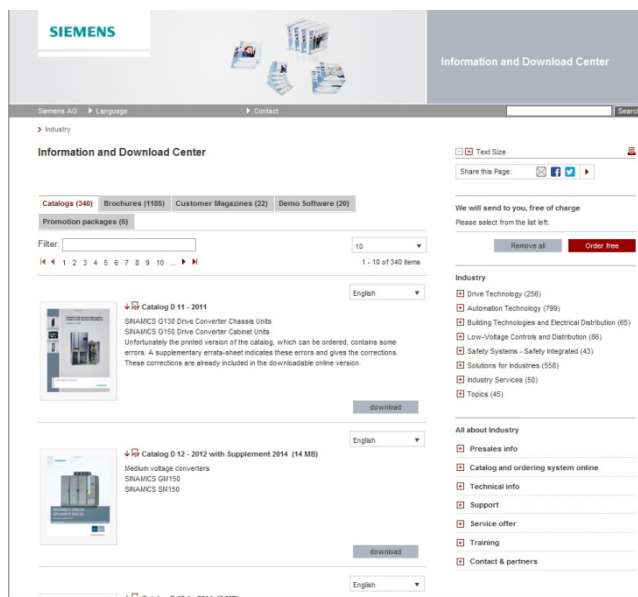 SIEMENS
Information and Download Center
Siemens AG Language Contact Search
Industry
Information and Download Center
Text Size
Share this Page:
Catalogs (340) Brochures (1185) Customer Magazines (22) Demo Software (20)
Promotion packages (6)
We will send to you, free of charge
Please select from the list left.
Remove all Order free
Filter: 10
1 2 3 4 5 6 7 8 9 10 ... 1 - 10 of 340 items
English
Catalog D 11 - 2011
SINAMICS G130 Drive Converter Chassis Units
SINAMICS G150 Drive Converter Cabinet Units
Unfortunately the printed version of the catalog, which can be ordered, contains some
errors. A supplementary errata-sheet indicates these errors and gives the corrections.
These corrections are already included in the downloadable online version.
download
English
Catalog D 12 - 2012 with Supplement 2014 (14 MB)
Medium voltage converters
SINAMICS GM150
SINAMICS SM150
download
English
Industry
Drive Technology (256)
Automation Technology (799)
Building Technologies and Electrical Distribution (65)
Low-Voltage Controls and Distribution (86)
Safety Systems - Safety Integrated (43)
Solutions for Industries (558)
Industry Services (50)
Topics (45)
All about Industry
Presales info
Catalog and ordering system online
Technical info
Support
Service offer
Training
Contact & partners